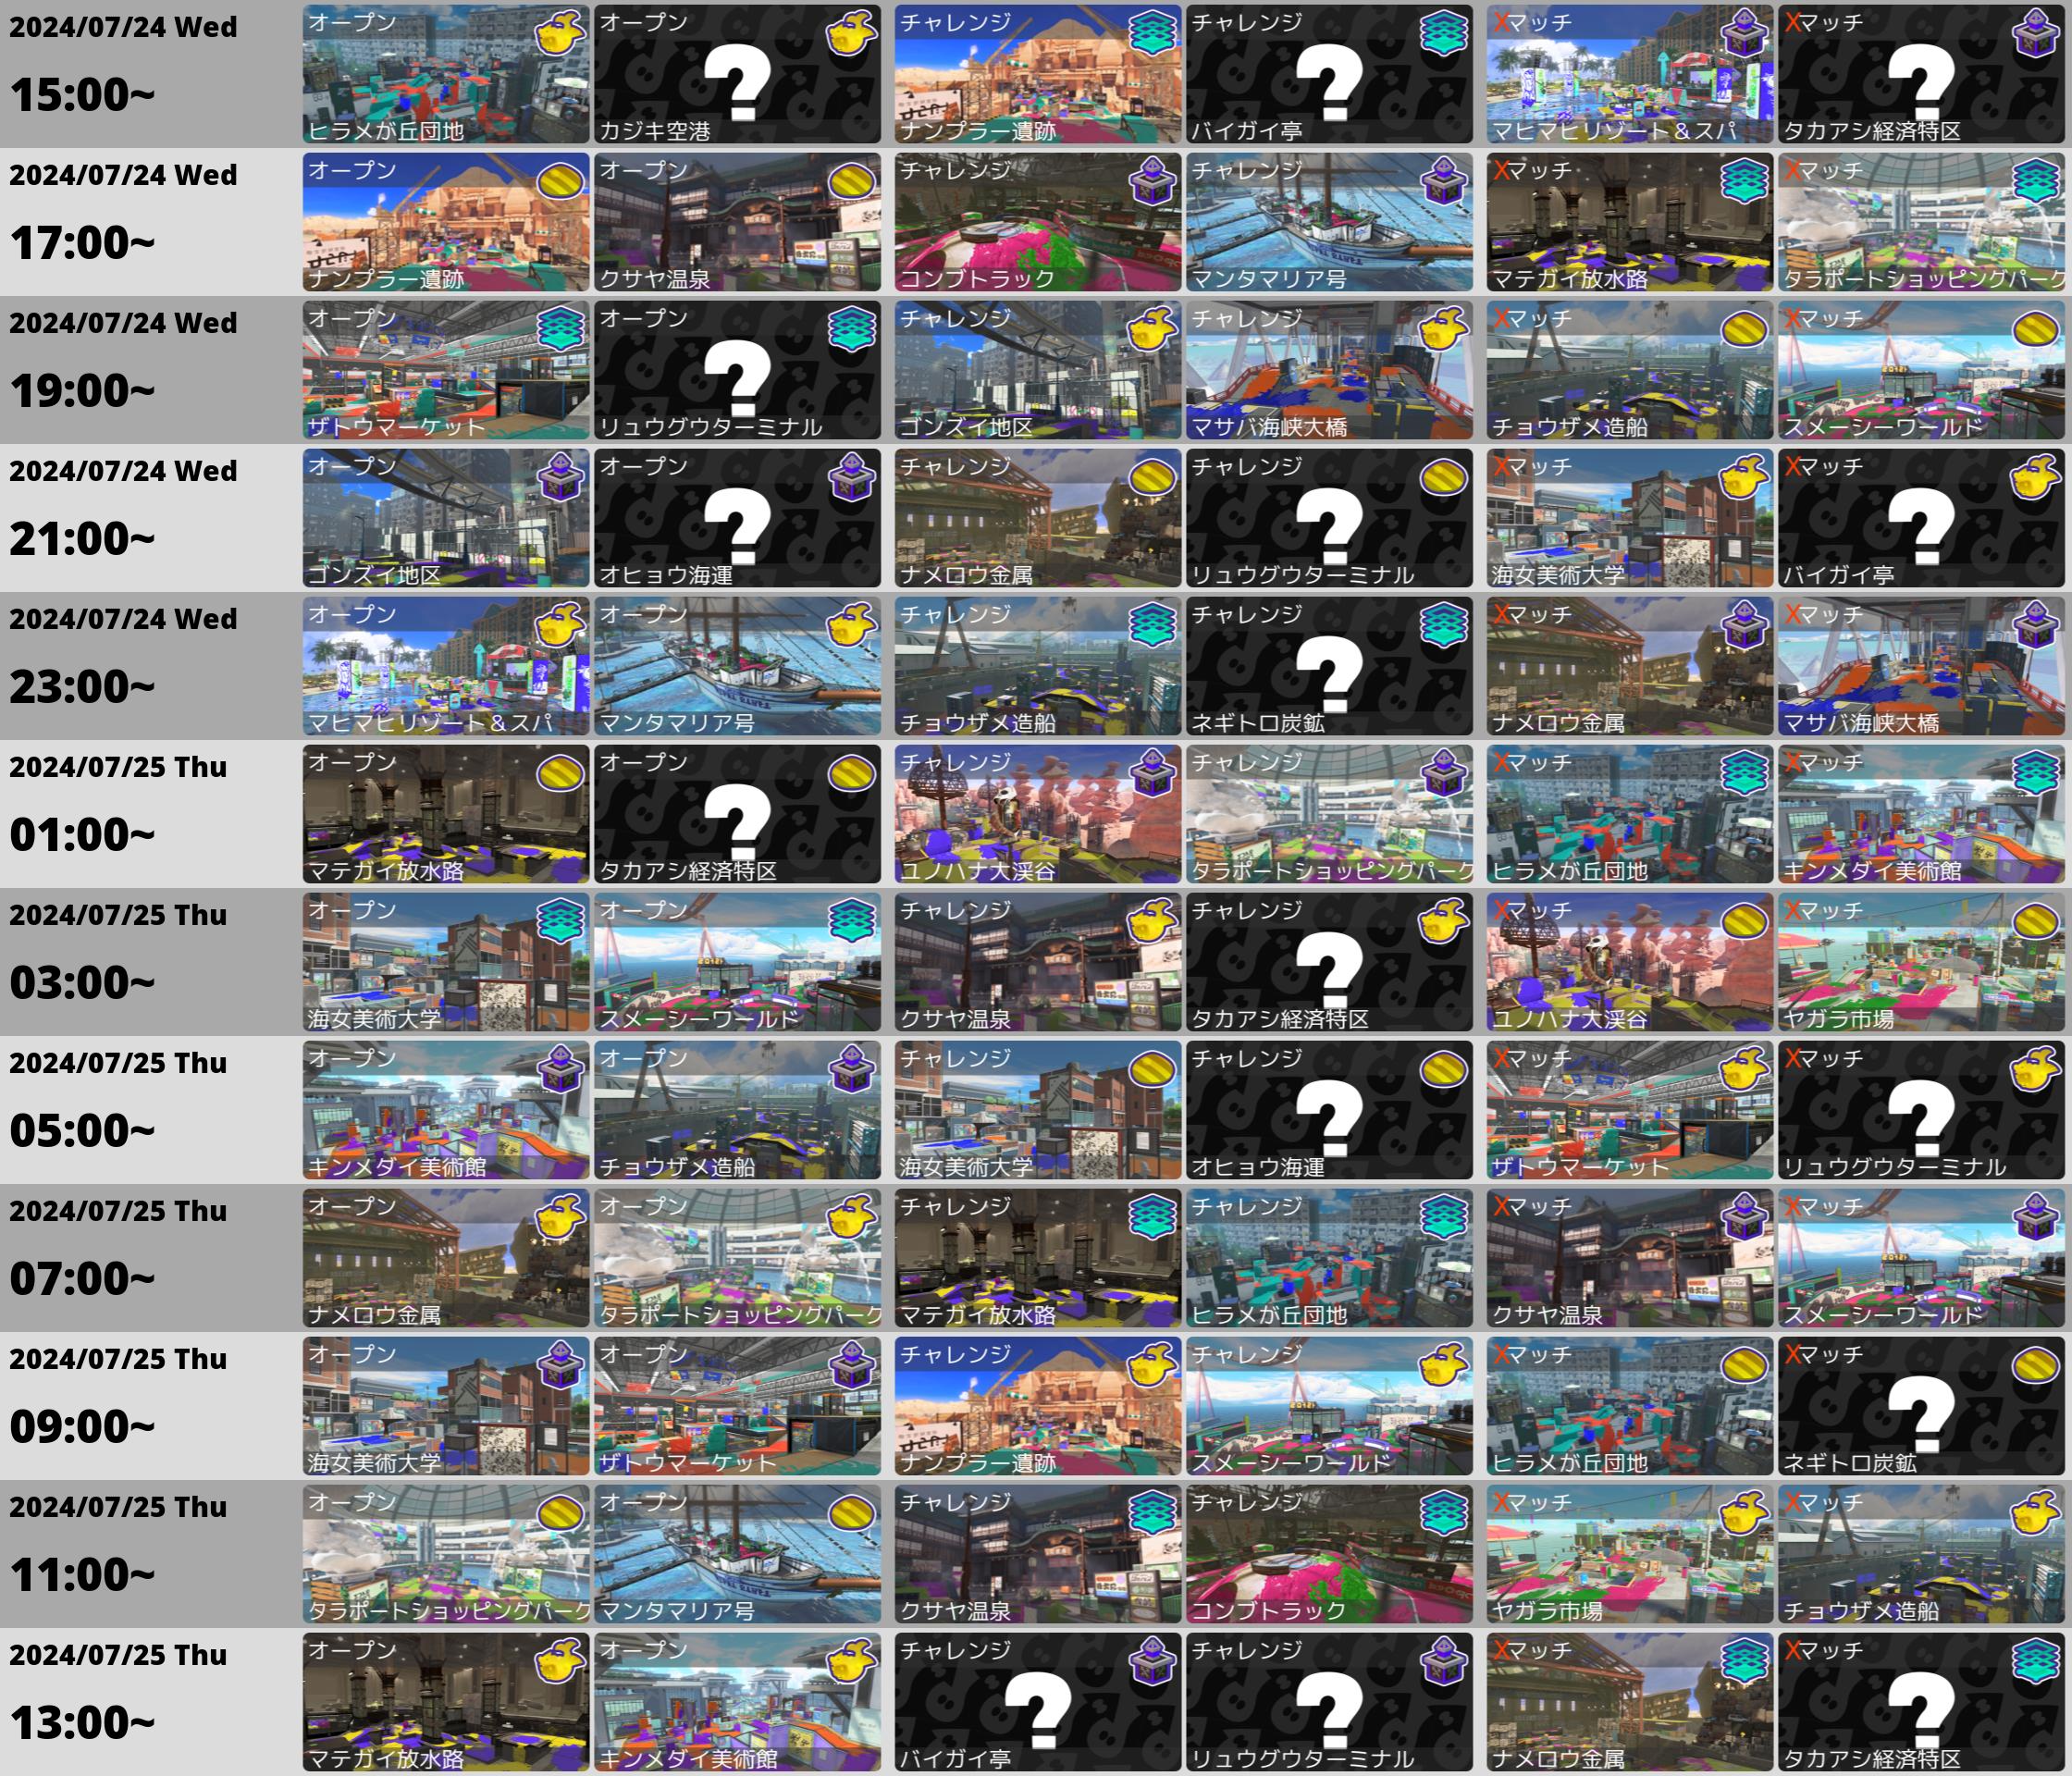 2024/07/24 Wed
15:00~
オープン オープン チャレンジ チャレンジ Xマッチ Xマッチ
ヒラメが丘団地 カジキ空港 ナンプラー遺跡 バイガイ亭 マヒマヒリゾート&スパ タカアシ経済特区
2024/07/24 Wed
17:00~
オープン オープン チャレンジ チャレンジ Xマッチ Xマッチ
ナンプラー遺跡 クサヤ温泉 コンブトラック マンタマリア号 マテガイ放水路 タラポートショッピングパーク
2024/07/24 Wed
19:00~
オープン オープン チャレンジ チャレンジ Xマッチ Xマッチ
ザトウマーケット リュウグウターミナル ゴンズイ地区 マサバ海峡大橋 チョウザメ造船 スメーシーワールド
2024/07/24 Wed
21:00~
オープン オープン チャレンジ チャレンジ Xマッチ Xマッチ
ゴンズイ地区 オヒョウ海運 ナメロウ金属 リュウグウターミナル 海女美術大学 バイガイ亭
2024/07/24 Wed
23:00~
オープン オープン チャレンジ チャレンジ Xマッチ Xマッチ
マヒマヒリゾート&スパ マンタマリア号 チョウザメ造船 ネギトロ炭鉱 ナメロウ金属 マサバ海峡大橋
2024/07/25 Thu
01:00~
オープン オープン チャレンジ チャレンジ Xマッチ Xマッチ
マテガイ放水路 タカアシ経済特区 ユノハナ大渓谷 タラポートショッピングパーク ヒラメが丘団地 キンメダイ美術館
2024/07/25 Thu
03:00~
オープン オープン チャレンジ チャレンジ Xマッチ Xマッチ
海女美術大学 スメーシーワールド クサヤ温泉 タカアシ経済特区 ユノハナ大渓谷 ヤガラ市場
2024/07/25 Thu
05:00~
オープン オープン チャレンジ チャレンジ Xマッチ Xマッチ
キンメダイ美術館 チョウザメ造船 海女美術大学 オヒョウ海運 ザトウマーケット リュウグウターミナル
2024/07/25 Thu
07:00~
オープン オープン チャレンジ チャレンジ Xマッチ Xマッチ
ナメロウ金属 タラポートショッピングパーク マテガイ放水路 ヒラメが丘団地 クサヤ温泉 スメーシーワールド
2024/07/25 Thu
09:00~
オープン オープン チャレンジ チャレンジ Xマッチ Xマッチ
海女美術大学 ザトウマーケット ナンプラー遺跡 スメーシーワールド ヒラメが丘団地 ネギトロ炭鉱
2024/07/25 Thu
11:00~
オープン オープン チャレンジ チャレンジ Xマッチ Xマッチ
タラポートショッピングパーク マンタマリア号 クサヤ温泉 コンブトラック ヤガラ市場 チョウザメ造船
2024/07/25 Thu
13:00~
オープン オープン チャレンジ チャレンジ Xマッチ Xマッチ
マテガイ放水路 キンメダイ美術館 バイガイ亭 リュウグウターミナル ナメロウ金属 タカアシ経済特区